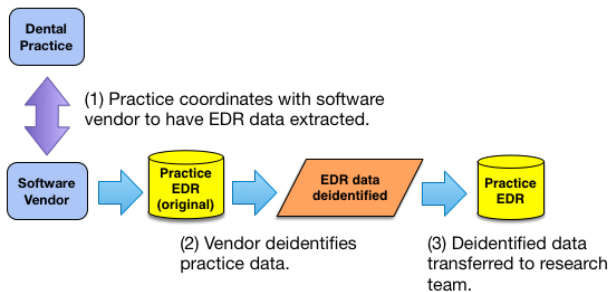 Dental
Practice
(1) Practice coordinates with software
vendor to have EDR data extracted.
Software
Vendor
Practice
EDR
(original)
EDR data
deidentified
Practice
EDR
(2) Vendor deidentifies
practice data.
(3) Deidentified data
transferred to research
team.